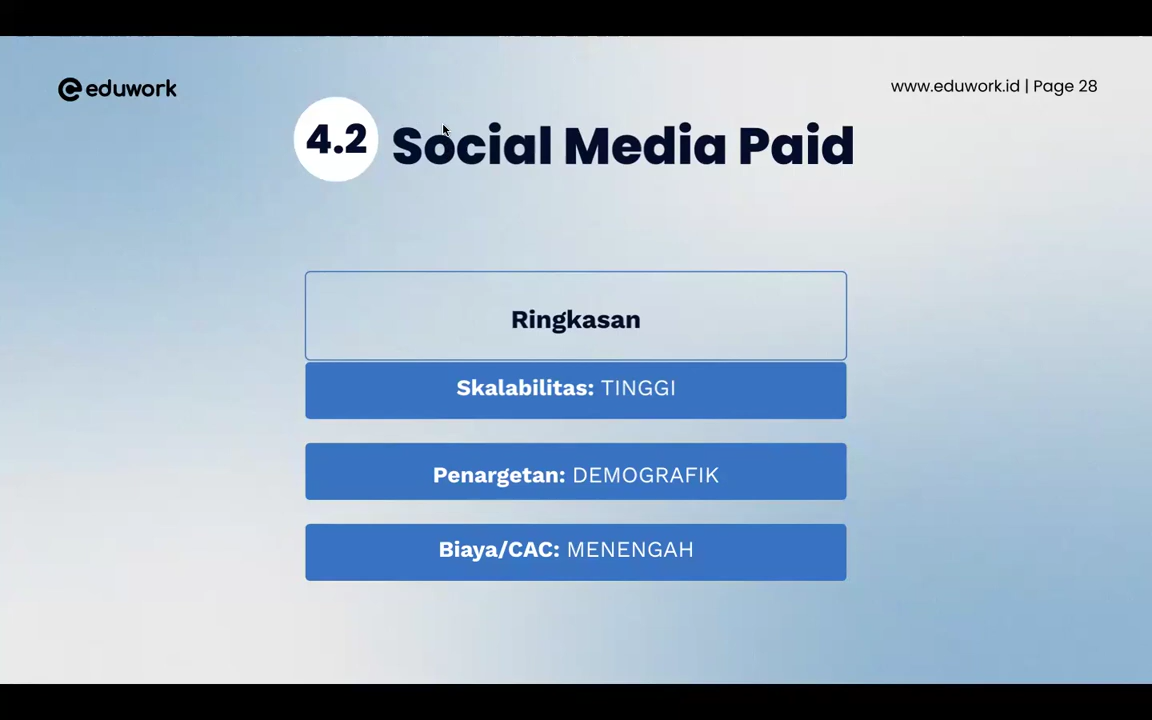 eduwork
www.eduwork.id | Page 28
4.2 Social Media Paid
Ringkasan
Skalabilitas: TINGGI
Penargetan: DEMOGRAFIK
Biaya/CAC: MENENGAH